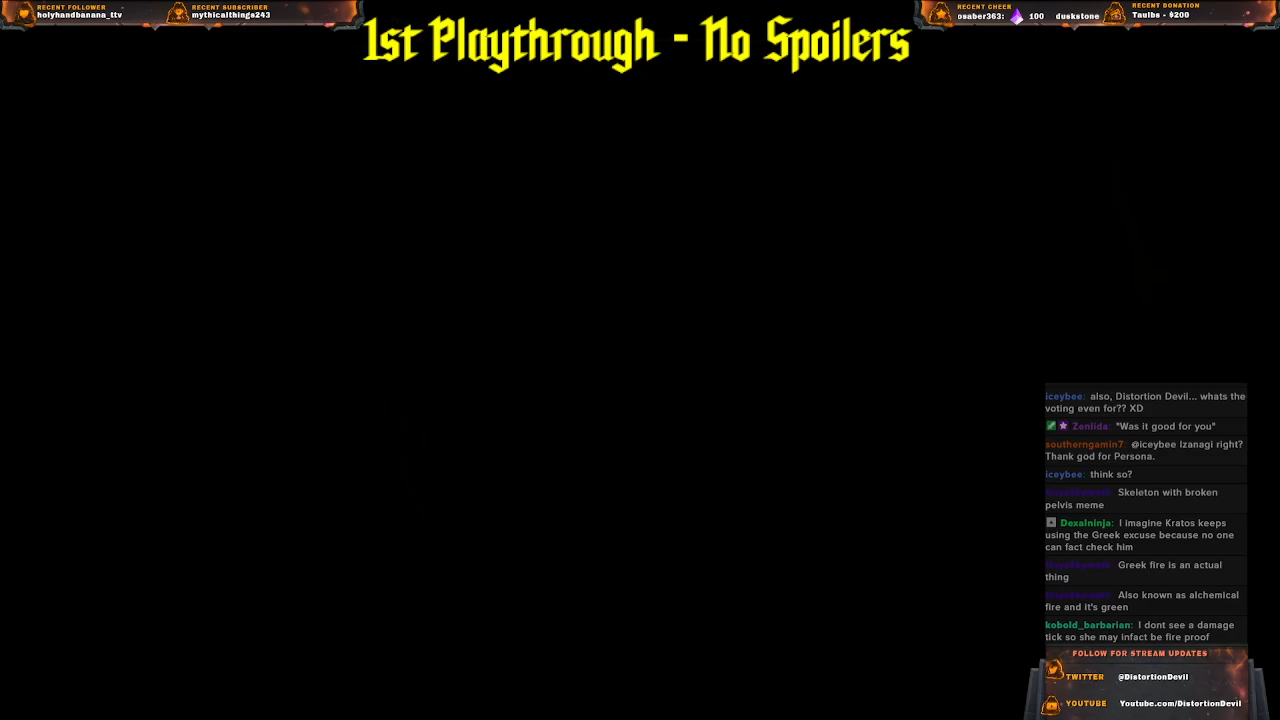 RECENT FOLLOWER
holyhandbanana_ttv
RECENT SUBSCRIBER
mythicalthings243
RECENT CHEER
osaber363: 100 duskstone
RECENT DONATION
Taulbs - $200
1st Playthrough - No Spoilers
iceybee: also, Distortion Devil... whats the
voting even for?? XD
Zenlida: "Was it good for you"
southerngamin7: @iceybee Izanagi right?
Thank god for Persona.
iceybee: think so?
Skeleton with broken
pelvis meme
Dexalninja: I imagine Kratos keeps
using the Greek excuse because no one
can fact check him
Greek fire is an actual
thing
Also known as alchemical
fire and it's green
kobold_barbarian: I dont see a damage
tick so she may infact be fire proof
FOLLOW FOR STREAM UPDATES
TWITTER @DistortionDevil
YOUTUBE Youtube.com/DistortionDevil